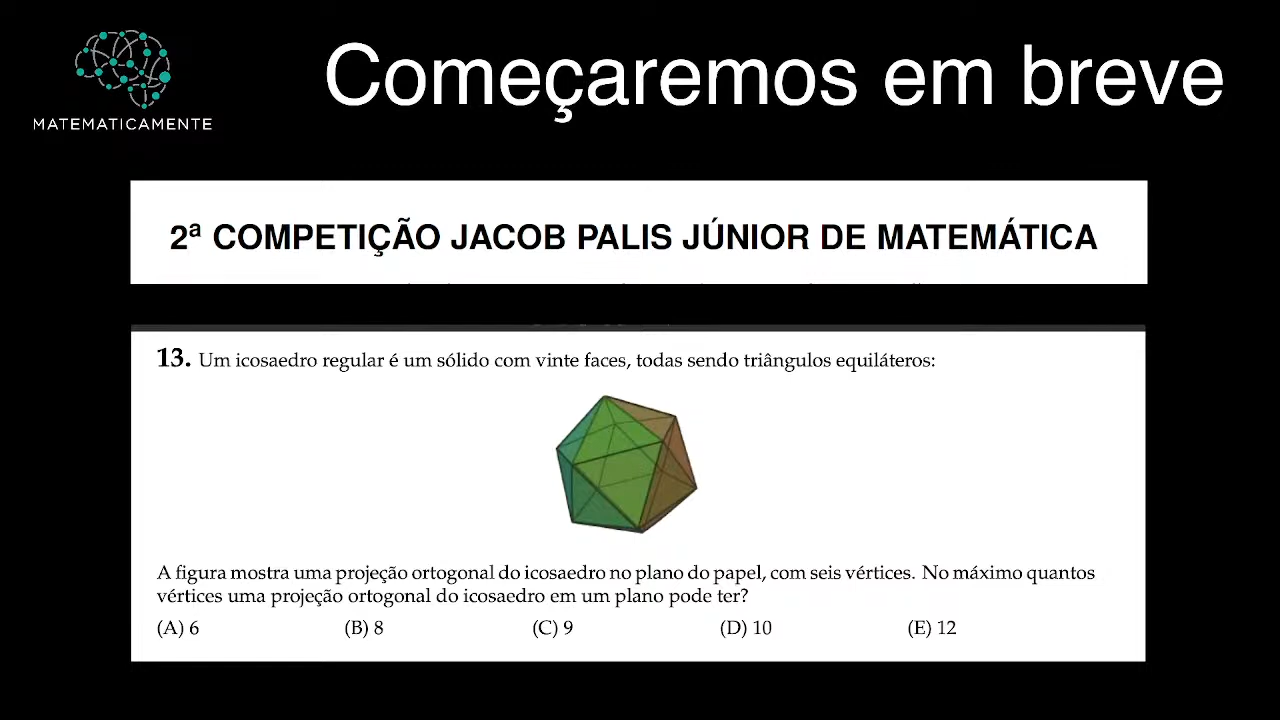 MATEMATICAMENTE
Começaremos em breve
2ª COMPETIÇÃO JACOB PALIS JÚNIOR DE MATEMÁTICA
13. Um icosaedro regular é um sólido com vinte faces, todas sendo triângulos equiláteros:
A figura mostra uma projeção ortogonal do icosaedro no plano do papel, com seis vértices. No máximo quantos
vértices uma projeção ortogonal do icosaedro em um plano pode ter?
(A) 6 (B) 8 (C) 9 (D) 10 (E) 12